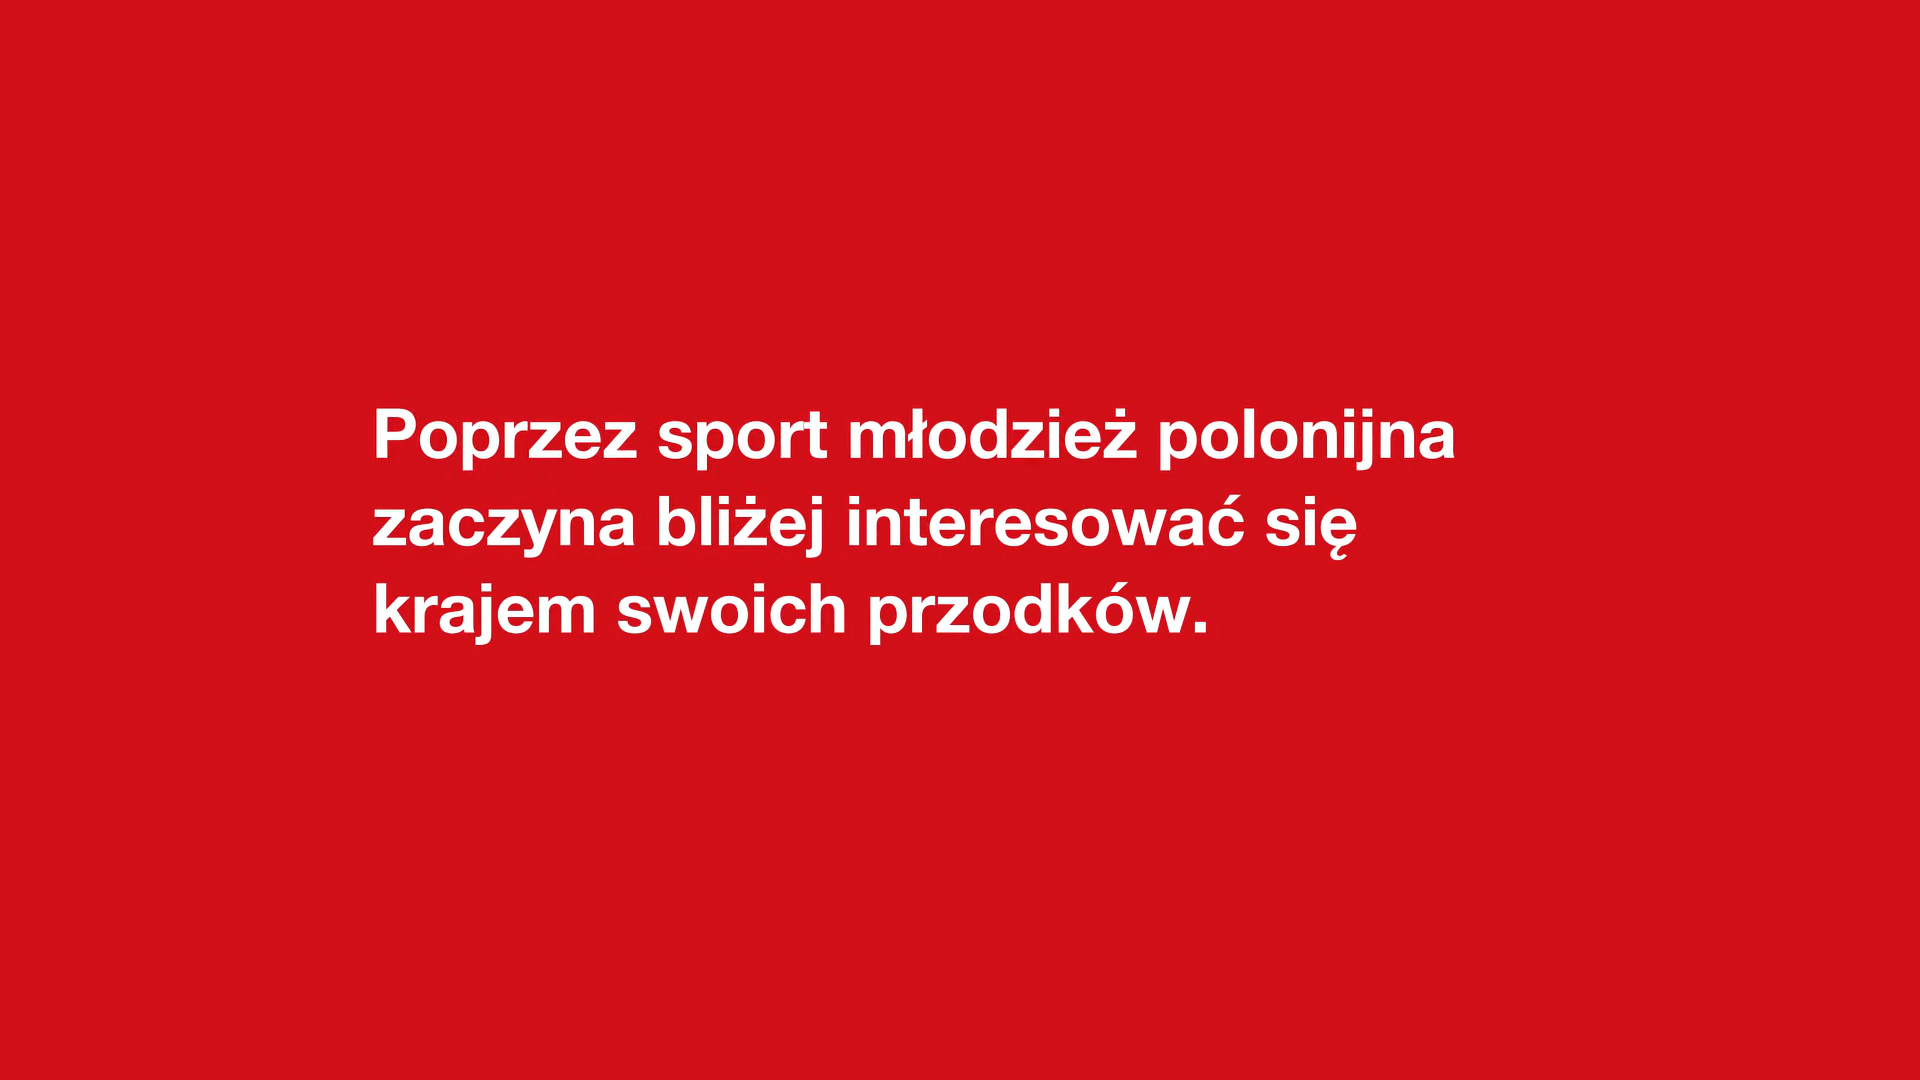 Poprzez sport młodzież polonijna
zaczyna bliżej interesować się
krajem swoich przodków.